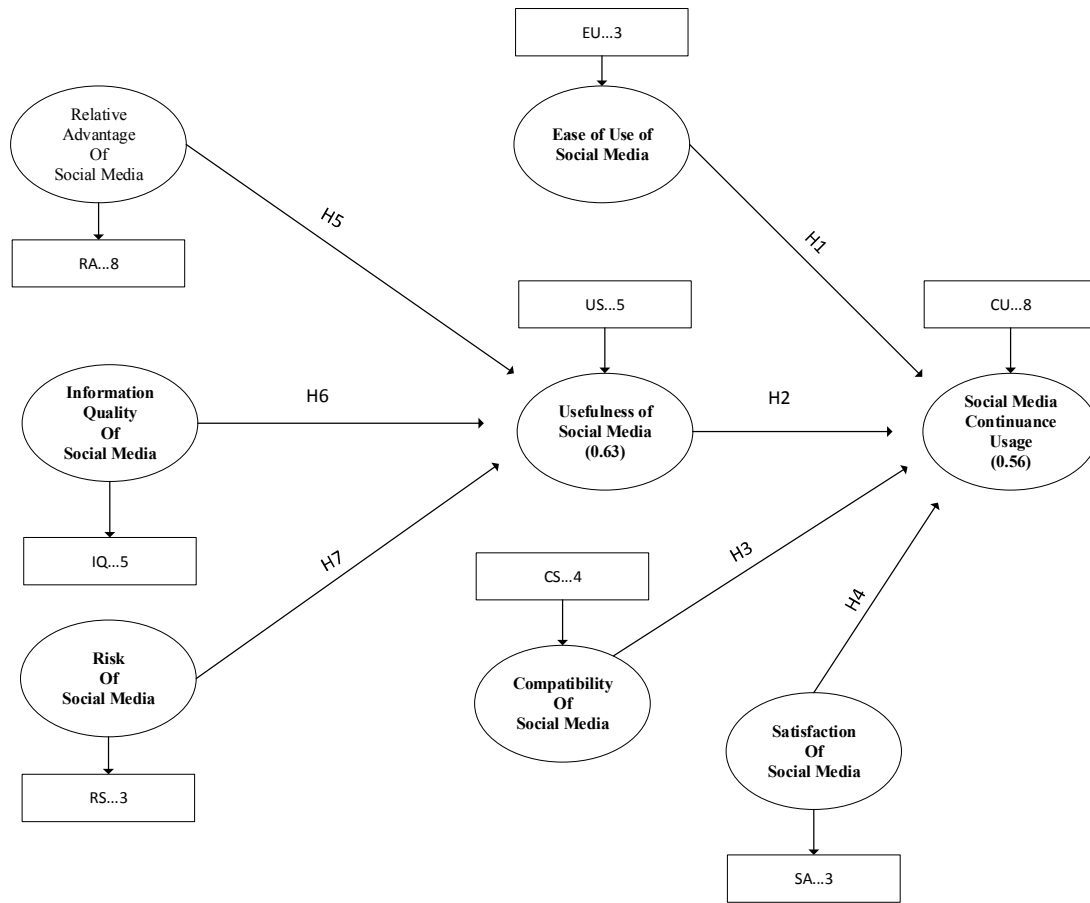 EU...3
Relative
Advantage
Of
Social Media
Ease of Use of
Social Media
H5
H1
RA...8
US...5
CU...8
Information
Quality
Of
Social Media
H6
Usefulness of
Social Media
(0.63)
H2
Social Media
Continuance
Usage
(0.56)
IQ...5
H7
CS...4
H3
H4
Risk
Of
Social Media
Compatibility
Of
Social Media
Satisfaction
Of
Social Media
RS...3
SA...3